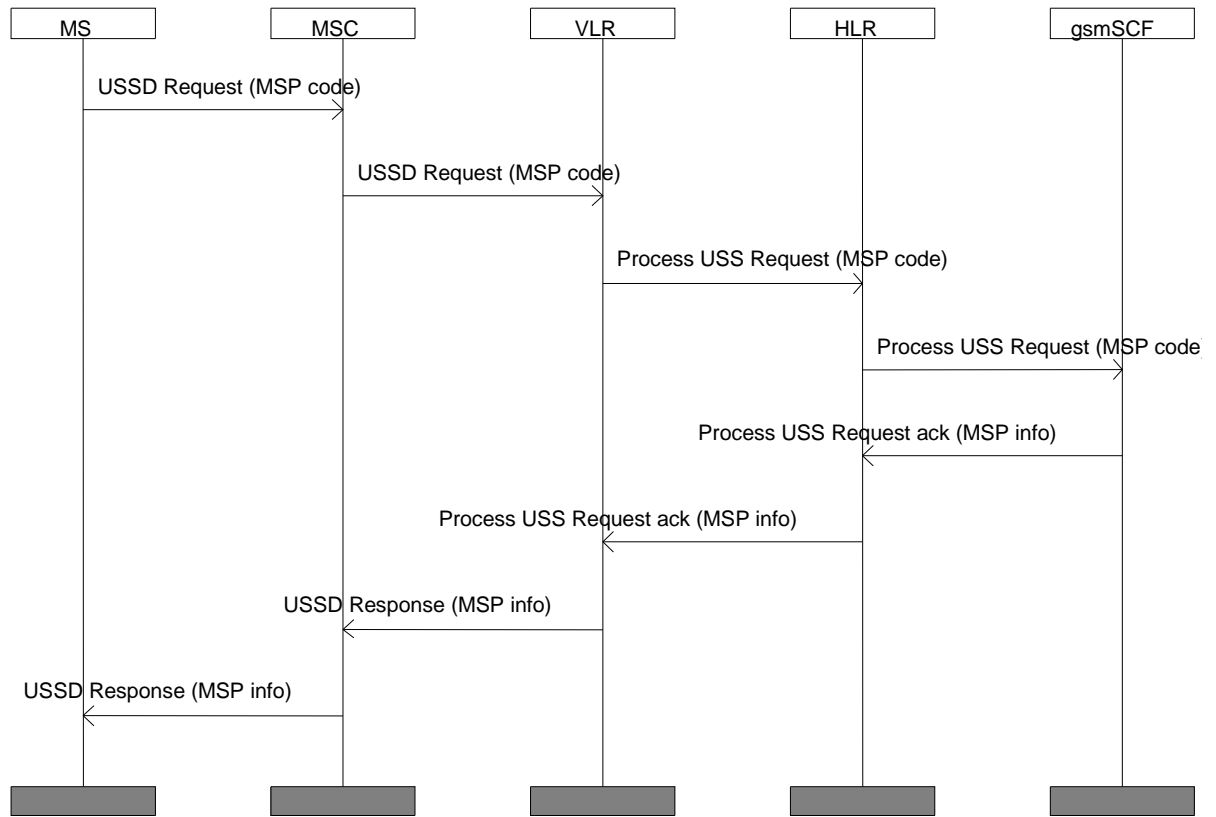 MS MSC VLR HLR gsmSCF
USSD Request (MSP code)
USSD Request (MSP code)
Process USS Request (MSP code)
Process USS Request (MSP code)
Process USS Request ack (MSP info)
Process USS Request ack (MSP info)
USSD Response (MSP info)
USSD Response (MSP info)